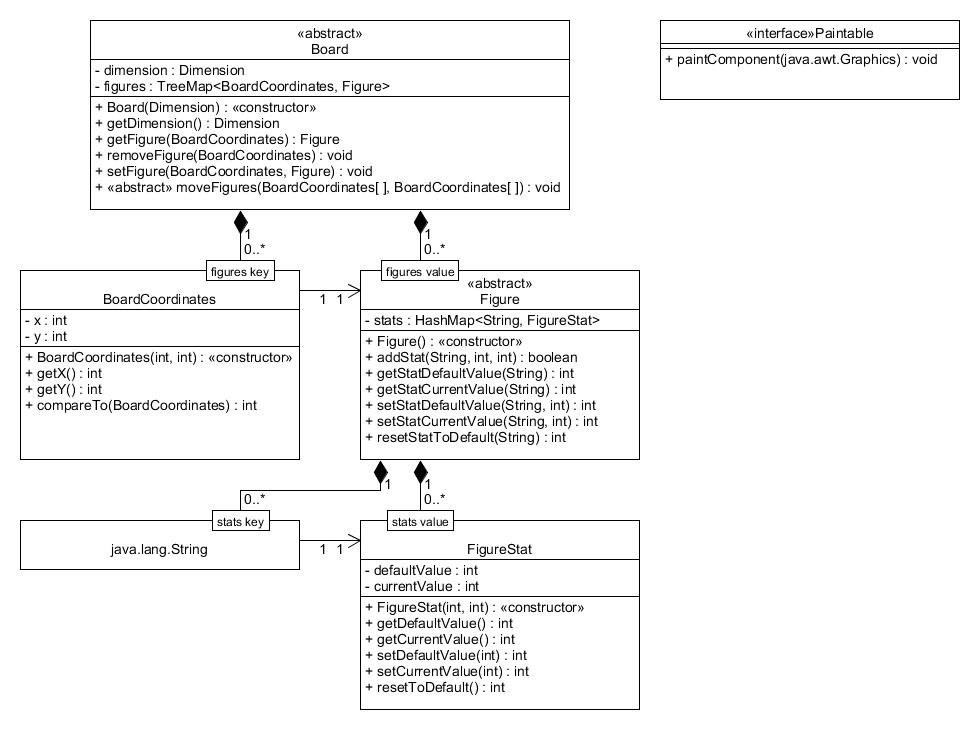 «abstract»
Board
- dimension : Dimension
- figures : TreeMap<BoardCoordinates, Figure>
+ Board(Dimension) : «constructor»
+ getDimension() : Dimension
+ getFigure(BoardCoordinates) : Figure
+ removeFigure(BoardCoordinates) : void
+ setFigure(BoardCoordinates, Figure) : void
+ «abstract» moveFigures(BoardCoordinates[ ], BoardCoordinates[ ]) : void
«interface»Paintable
+ paintComponent(java.awt.Graphics) : void
1
0..*
1
0..*
figures key
figures value
BoardCoordinates
- x : int
- y : int
+ BoardCoordinates(int, int) : «constructor»
+ getX() : int
+ getY() : int
+ compareTo(BoardCoordinates) : int
1 1
«abstract»
Figure
- stats : HashMap<String, FigureStat>
+ Figure() : «constructor»
+ addStat(String, int, int) : boolean
+ getStatDefaultValue(String) : int
+ getStatCurrentValue(String) : int
+ setStatDefaultValue(String, int) : int
+ setStatCurrentValue(String, int) : int
+ resetStatToDefault(String) : int
1
0..*
1
0..*
stats key
stats value
java.lang.String
1 1
FigureStat
- defaultValue : int
- currentValue : int
+ FigureStat(int, int) : «constructor»
+ getDefaultValue() : int
+ getCurrentValue() : int
+ setDefaultValue(int) : int
+ setCurrentValue(int) : int
+ resetToDefault() : int